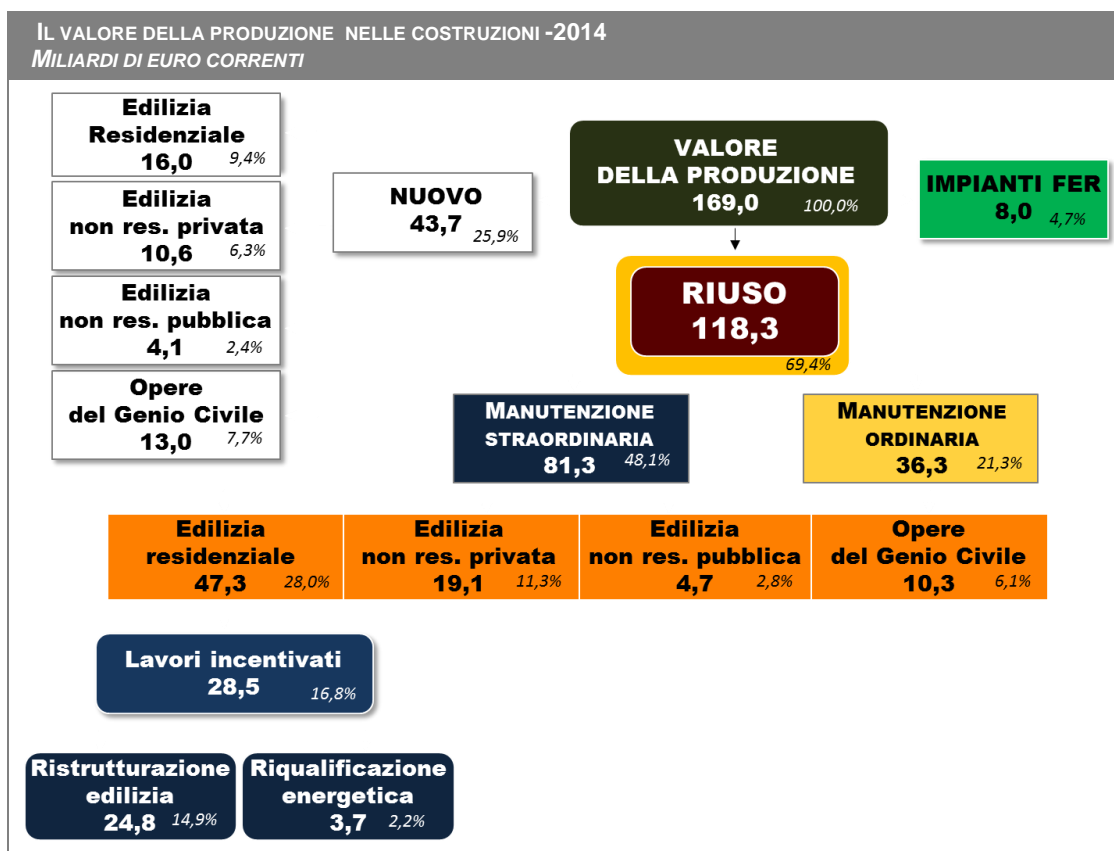 IL VALORE DELLA PRODUZIONE NELLE COSTRUZIONI -2014
MILIARDI DI EURO CORRENTI
Edilizia
Residenziale
16,0 9,4%
Edilizia
non res. privata
10,6 6,3%
Edilizia
non res. pubblica
4,1 2,4%
Opere
del Genio Civile
13,0 7,7%
NUOVO
43,7 25,9%
VALORE
DELLA PRODUZIONE
169,0 100,0%
IMPIANTI FER
8,0 4,7%
RIUSO
118,3
69,4%
MANUTENZIONE
STRAORDINARIA
81,3 48,1%
MANUTENZIONE
ORDINARIA
36,3 21,3%
Edilizia
residenziale
47,3 28,0%
Edilizia
non res. privata
19,1 11,3%
Edilizia
non res. pubblica
4,7 2,8%
Opere
del Genio Civile
10,3 6,1%
Lavori incentivati
28,5 16,8%
Ristrutturazione
edilizia
24,8 14,9%
Riqualificazione
energetica
3,7 2,2%